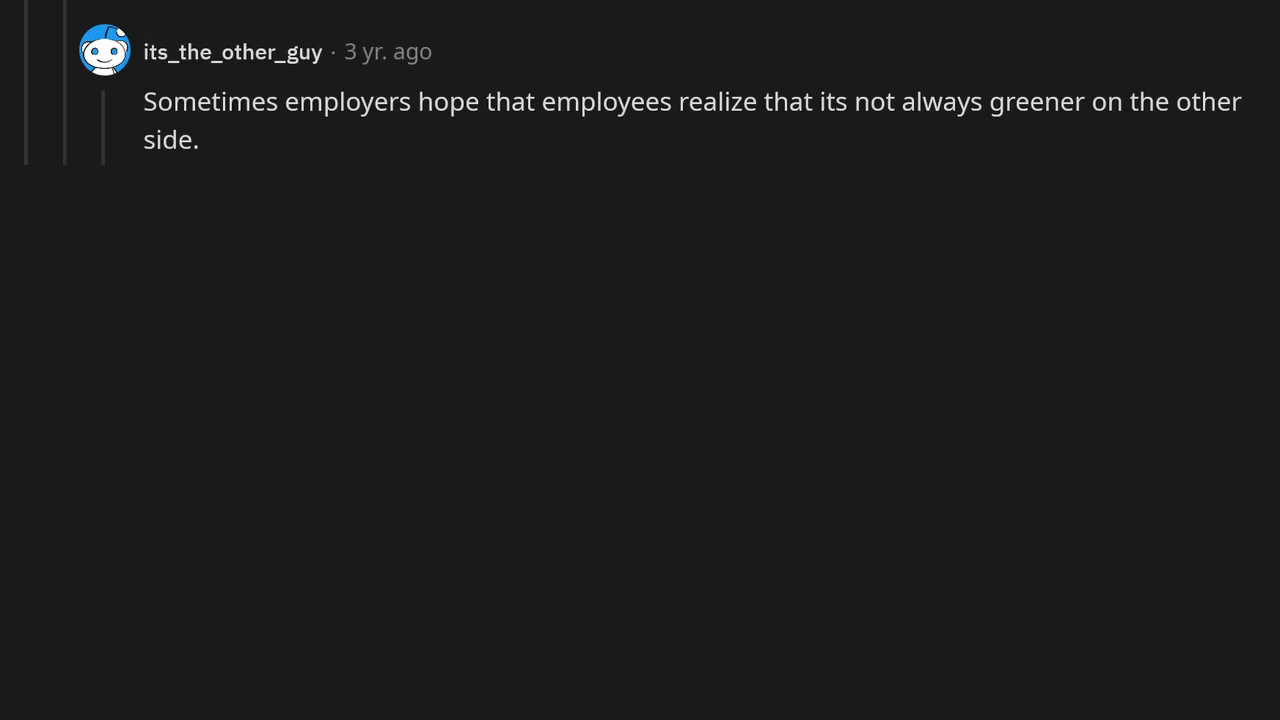 its_the_other_guy · 3 yr. ago
Sometimes employers hope that employees realize that its not always greener on the other
side.